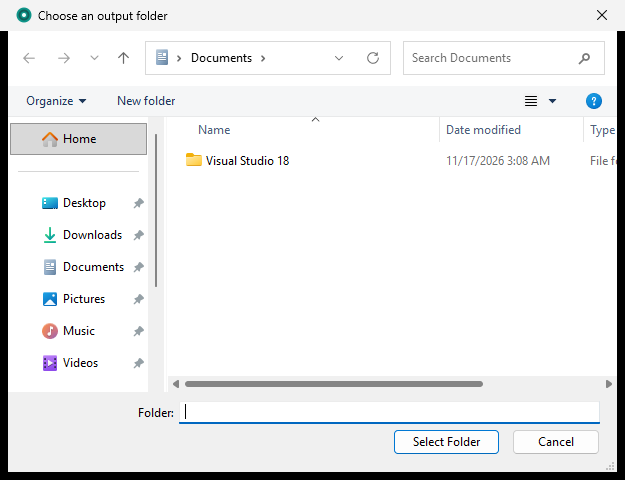 Choose an output folder
Documents
Search Documents
Organize
New folder
?
Name
Date modified
Type
Home
Visual Studio 18
11/17/2026 3:08 AM
File f
Desktop
Downloads
Documents
Pictures
Music
Videos
Folder:
Select Folder
Cancel